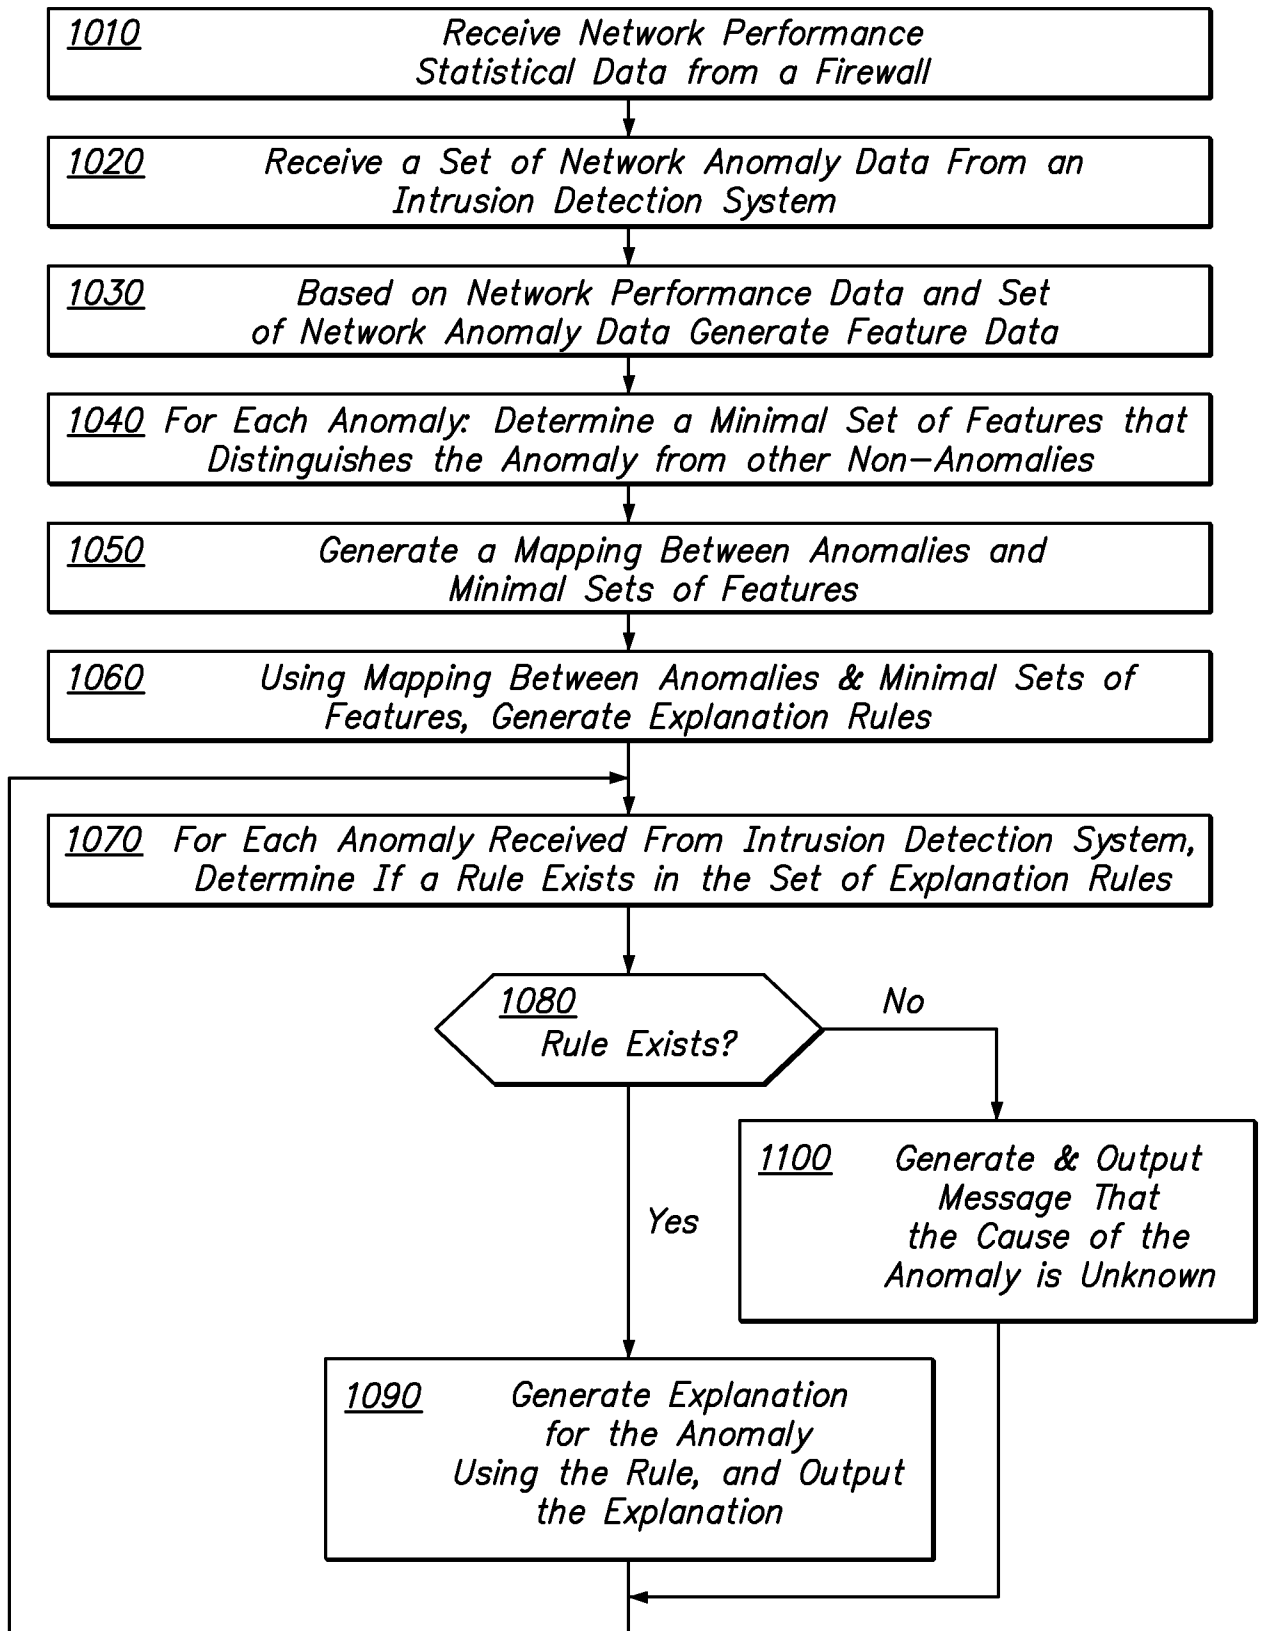 1010 Receive Network Performance
Statistical Data from a Firewall
1020 Receive a Set of Network Anomaly Data From an
Intrusion Detection System
1030 Based on Network Performance Data and Set
of Network Anomaly Data Generate Feature Data
1040 For Each Anomaly: Determine a Minimal Set of Features that
Distinguishes the Anomaly from other Non-Anomalies
1050 Generate a Mapping Between Anomalies and
Minimal Sets of Features
1060 Using Mapping Between Anomalies & Minimal Sets of
Features, Generate Explanation Rules
1070 For Each Anomaly Received From Intrusion Detection System,
Determine If a Rule Exists in the Set of Explanation Rules
1080
Rule Exists?
No
1100 Generate & Output
Message That
the Cause of the
Anomaly is Unknown
Yes
1090 Generate Explanation
for the Anomaly
Using the Rule, and Output
the Explanation